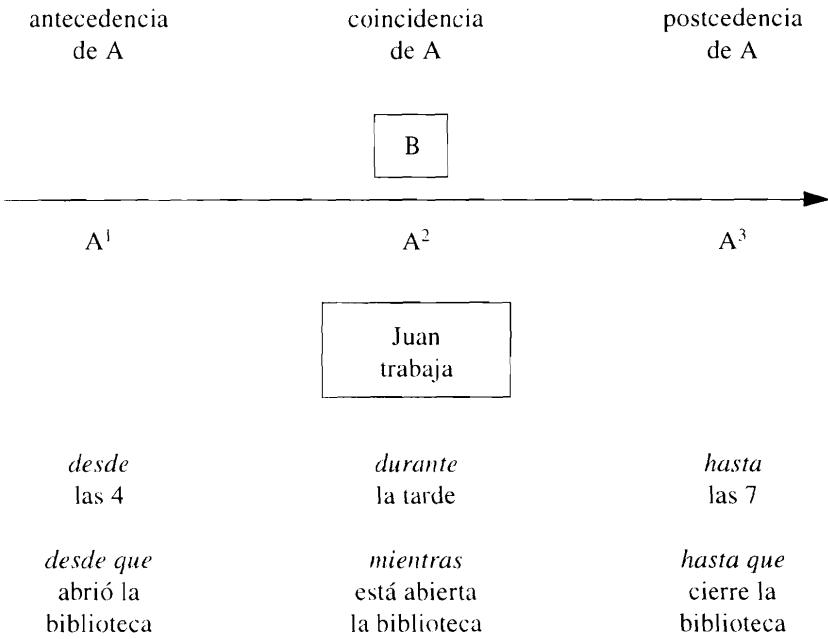 antecedencia coincidencia postcedencia
de A de A de A
B
A¹ A² A³
Juan
trabaja
desde durante hasta
las 4 la tarde las 7
desde que mientras hasta que
abrió la está abierta cierre la
biblioteca la biblioteca biblioteca